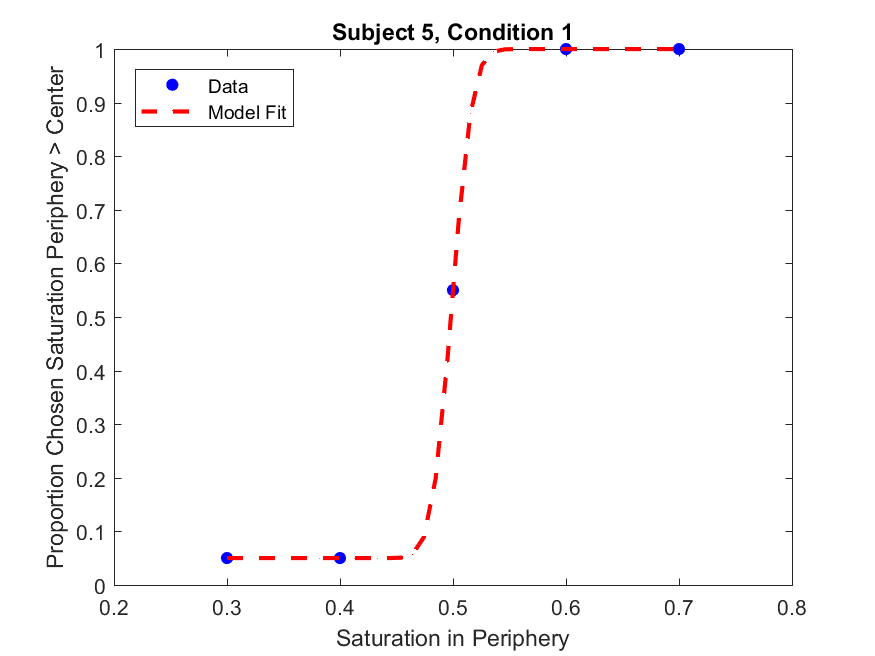 Subject 5, Condition 1
Data
Model Fit
Proportion Chosen Saturation Periphery > Center
1
0.9
0.8
0.7
0.6
0.5
0.4
0.3
0.2
0.1
0
0.2 0.3 0.4 0.5 0.6 0.7 0.8
Saturation in Periphery